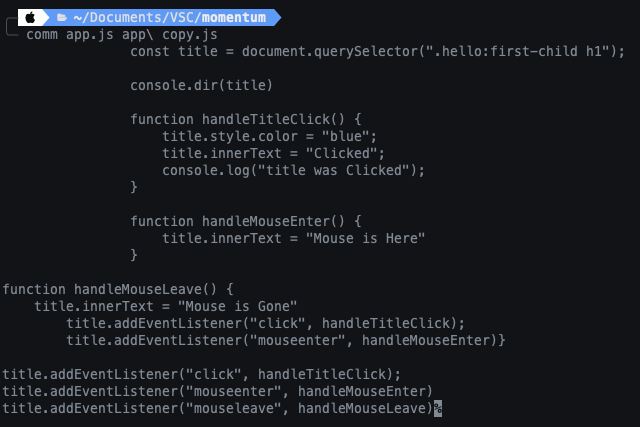 ~/Documents/VSC/momentum
comm app.js app\ copy.js
                const title = document.querySelector(".hello:first-child h1");

                console.dir(title)

                function handleTitleClick() {
                    title.style.color = "blue";
                    title.innerText = "Clicked";
                    console.log("title was Clicked");
                }

                function handleMouseEnter() {
                    title.innerText = "Mouse is Here"
                }

function handleMouseLeave() {
    title.innerText = "Mouse is Gone"
        title.addEventListener("click", handleTitleClick);
        title.addEventListener("mouseenter", handleMouseEnter)}

title.addEventListener("click", handleTitleClick);
title.addEventListener("mouseenter", handleMouseEnter)
title.addEventListener("mouseleave", handleMouseLeave)%